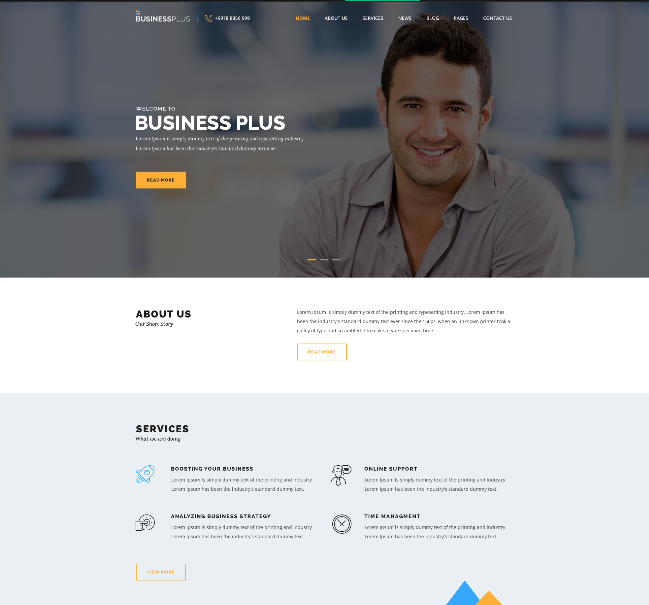 BUSINESSPLUS
HOME ABOUT US SERVICES NEWS BLOG PAGES CONTACT US
WELCOME TO
BUSINESS PLUS
Lorem Ipsum is simply dummy text of the printing and typesetting industry
Lorem Ipsum has been the industry's standard dummy text ever
READ MORE
ABOUT US
Our Short Story
Lorem Ipsum is simply dummy text of the printing and typesetting industry. Lorem Ipsum has
been the industry's standard dummy text ever since the when an unknown printer took a
galley of type and scrambled it to make a type specimen book.
READ MORE
SERVICES
What we are doing
BOOSTING YOUR BUSINESS
Lorem Ipsum is simply dummy text of the printing and industry
Lorem Ipsum has been the industry's standard dummy text.
ONLINE SUPPORT
Lorem Ipsum is simply dummy text of the printing and industry
Lorem Ipsum has been the industry's standard dummy text.
ANALYZING BUSINESS STRATEGY
Lorem Ipsum is simply dummy text of the printing and industry
Lorem Ipsum has been the industry's standard dummy text.
TIME MANAGMENT
Lorem Ipsum is simply dummy text of the printing and industry
Lorem Ipsum has been the industry's standard dummy text.
VIEW MORE